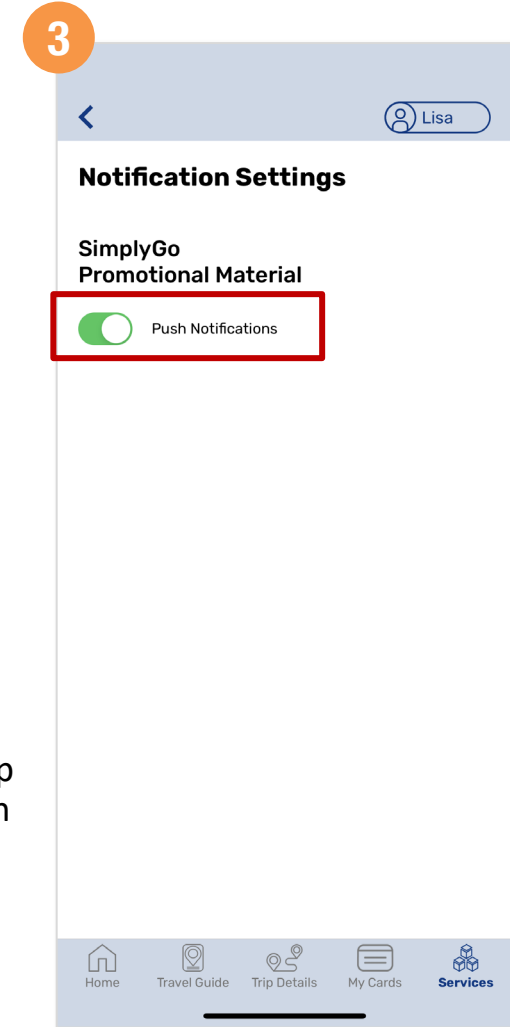 3
Lisa
Notification Settings
SimplyGo
Promotional Material
Push Notifications
p
n
Home Travel Guide Trip Details My Cards Services